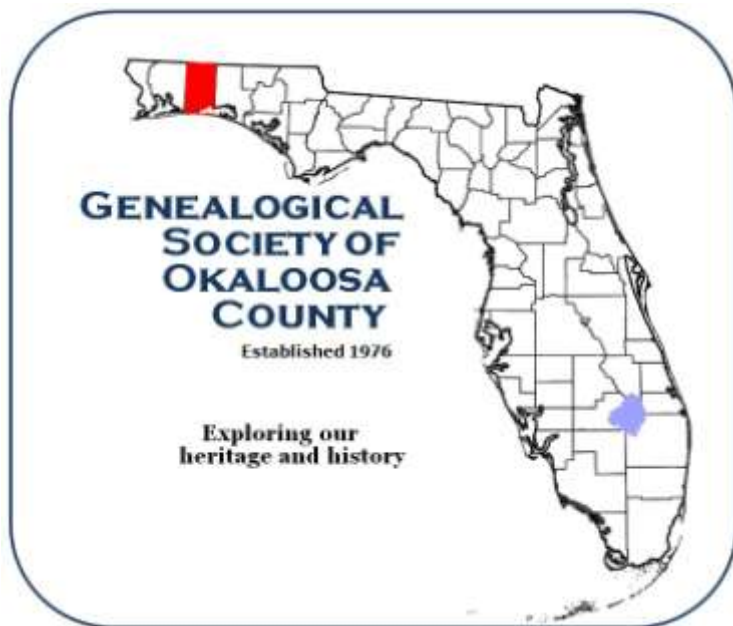 GENEALOGICAL
SOCIETY OF
OKALOOSA
COUNTY
Established 1976
Exploring our
heritage and history